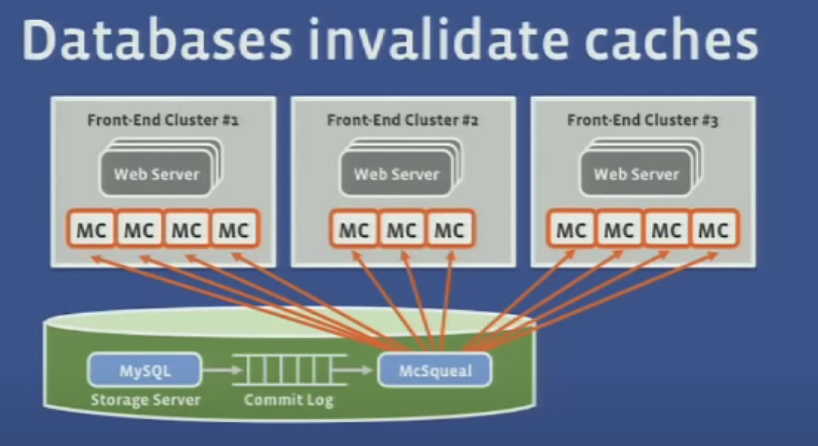 Databases invalidate caches
Front-End Cluster #1
Front-End Cluster #2
Front-End Cluster #3
Web Server
Web Server
Web Server
MC MC MC MC
MC MC MC
MC MC MC MC
MySQL
McSqueal
Storage Server
Commit Log